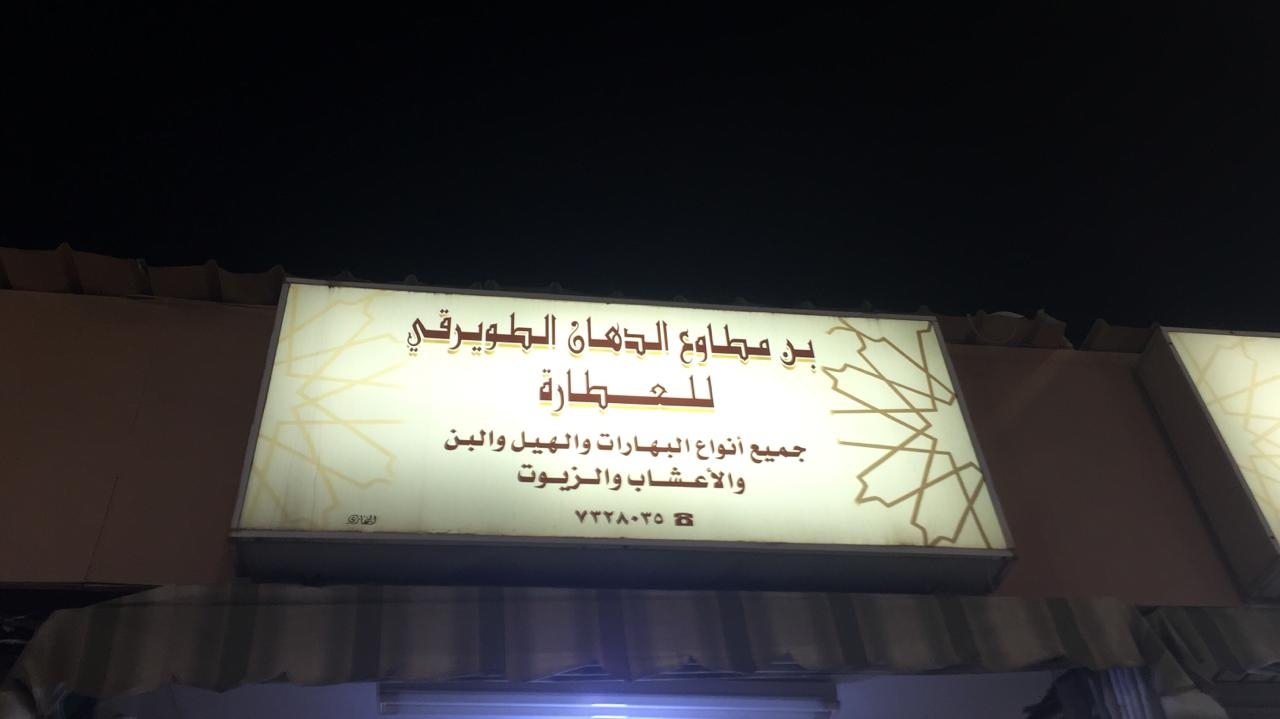 بن مطاوع الدهان الطويرقي
للعطارة
جميع أنواع البهارات والهيل والبن
والأعشاب والزيوت
☎ ٧٣٢٨٠٣٥